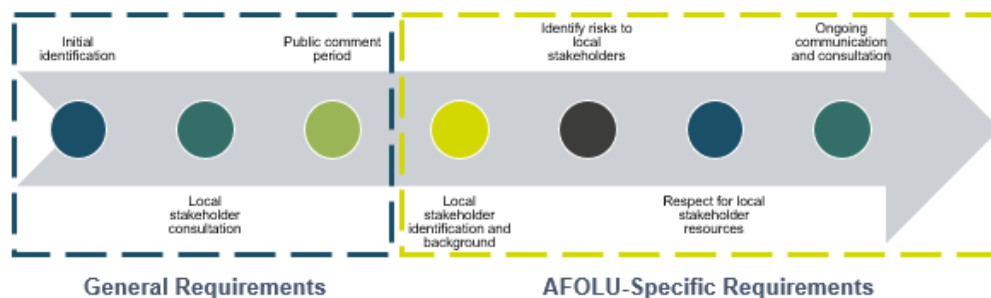 Initial
identification
Public comment
period
Identify risks to
local
stakeholders
Ongoing
communication
and consultation
Local
stakeholder
consultation
Local
stakeholder
identification and
background
Respect for local
stakeholder
resources
General Requirements
AFOLU-Specific Requirements